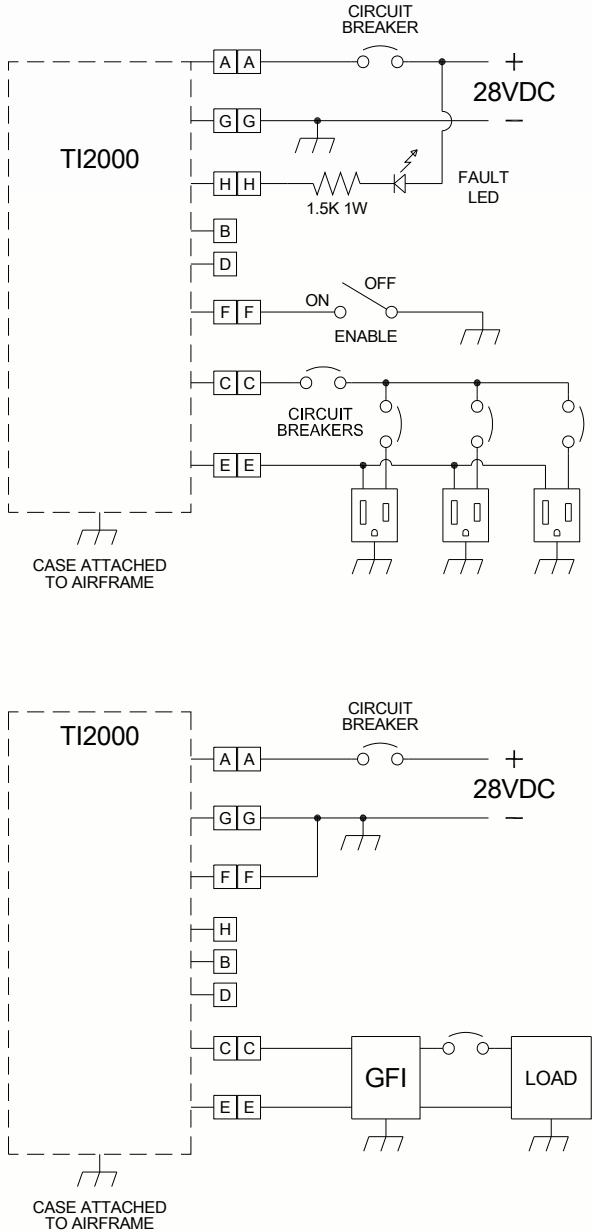 CIRCUIT
BREAKER
A A
+
28VDC
G G
–
TI2000
H H
1.5K 1W
FAULT
LED
B
D
F F
ON
OFF
ENABLE
C C
CIRCUIT
BREAKERS
E E
CASE ATTACHED
TO AIRFRAME
TI2000
CIRCUIT
BREAKER
A A
+
28VDC
G G
–
F F
H
B
D
C C
GFI
LOAD
E E
CASE ATTACHED
TO AIRFRAME